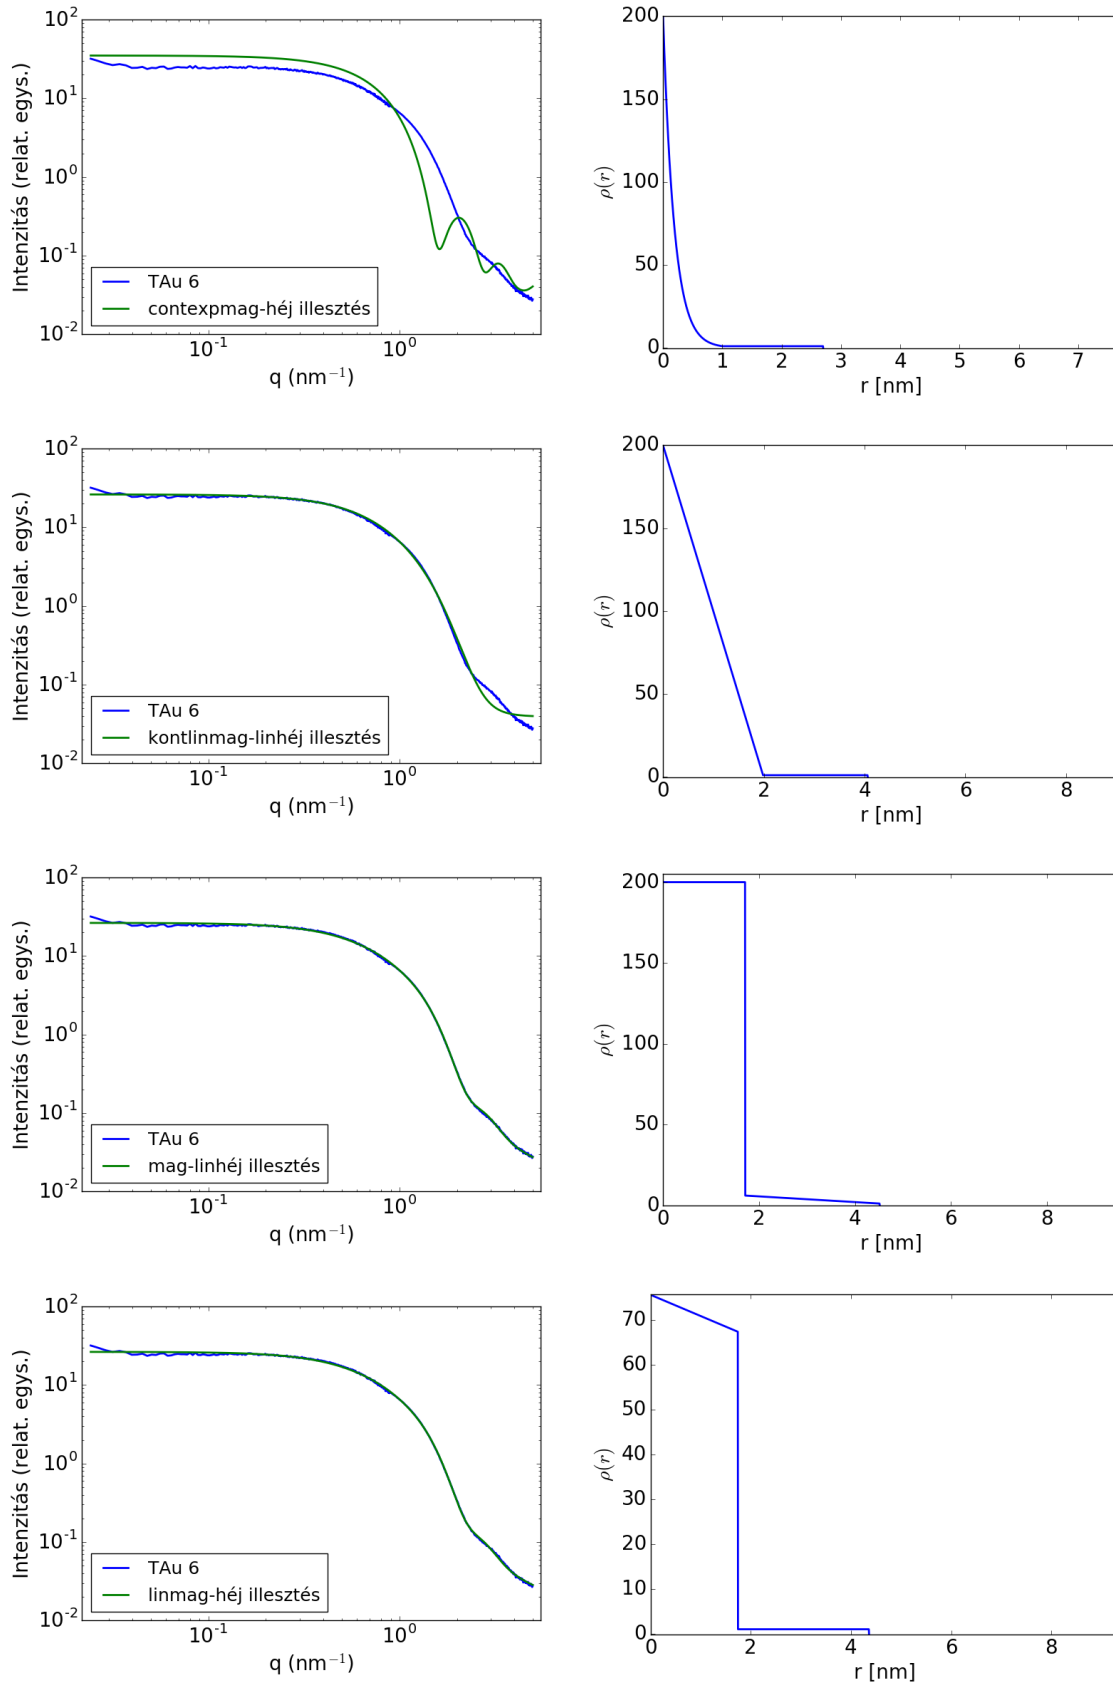 10²
10¹
10⁰
10⁻¹
10⁻²
Intenzitás (relat. egys.)
TAu 6
contexpmag-héj illesztés
10⁻¹ 10⁰
q (nm⁻¹)
200
150
100
50
0
ρ(r)
0 1 2 3 4 5 6 7
r [nm]
10²
10¹
10⁰
10⁻¹
10⁻²
Intenzitás (relat. egys.)
TAu 6
kontlinmag-linhéj illesztés
10⁻¹ 10⁰
q (nm⁻¹)
200
150
100
50
0
ρ(r)
0 2 4 6 8
r [nm]
10²
10¹
10⁰
10⁻¹
10⁻²
Intenzitás (relat. egys.)
TAu 6
mag-linhéj illesztés
10⁻¹ 10⁰
q (nm⁻¹)
200
150
100
50
0
ρ(r)
0 2 4 6 8
r [nm]
10²
10¹
10⁰
10⁻¹
10⁻²
Intenzitás (relat. egys.)
TAu 6
linmag-héj illesztés
10⁻¹ 10⁰
q (nm⁻¹)
70
60
50
40
30
20
10
0
ρ(r)
0 2 4 6 8
r [nm]